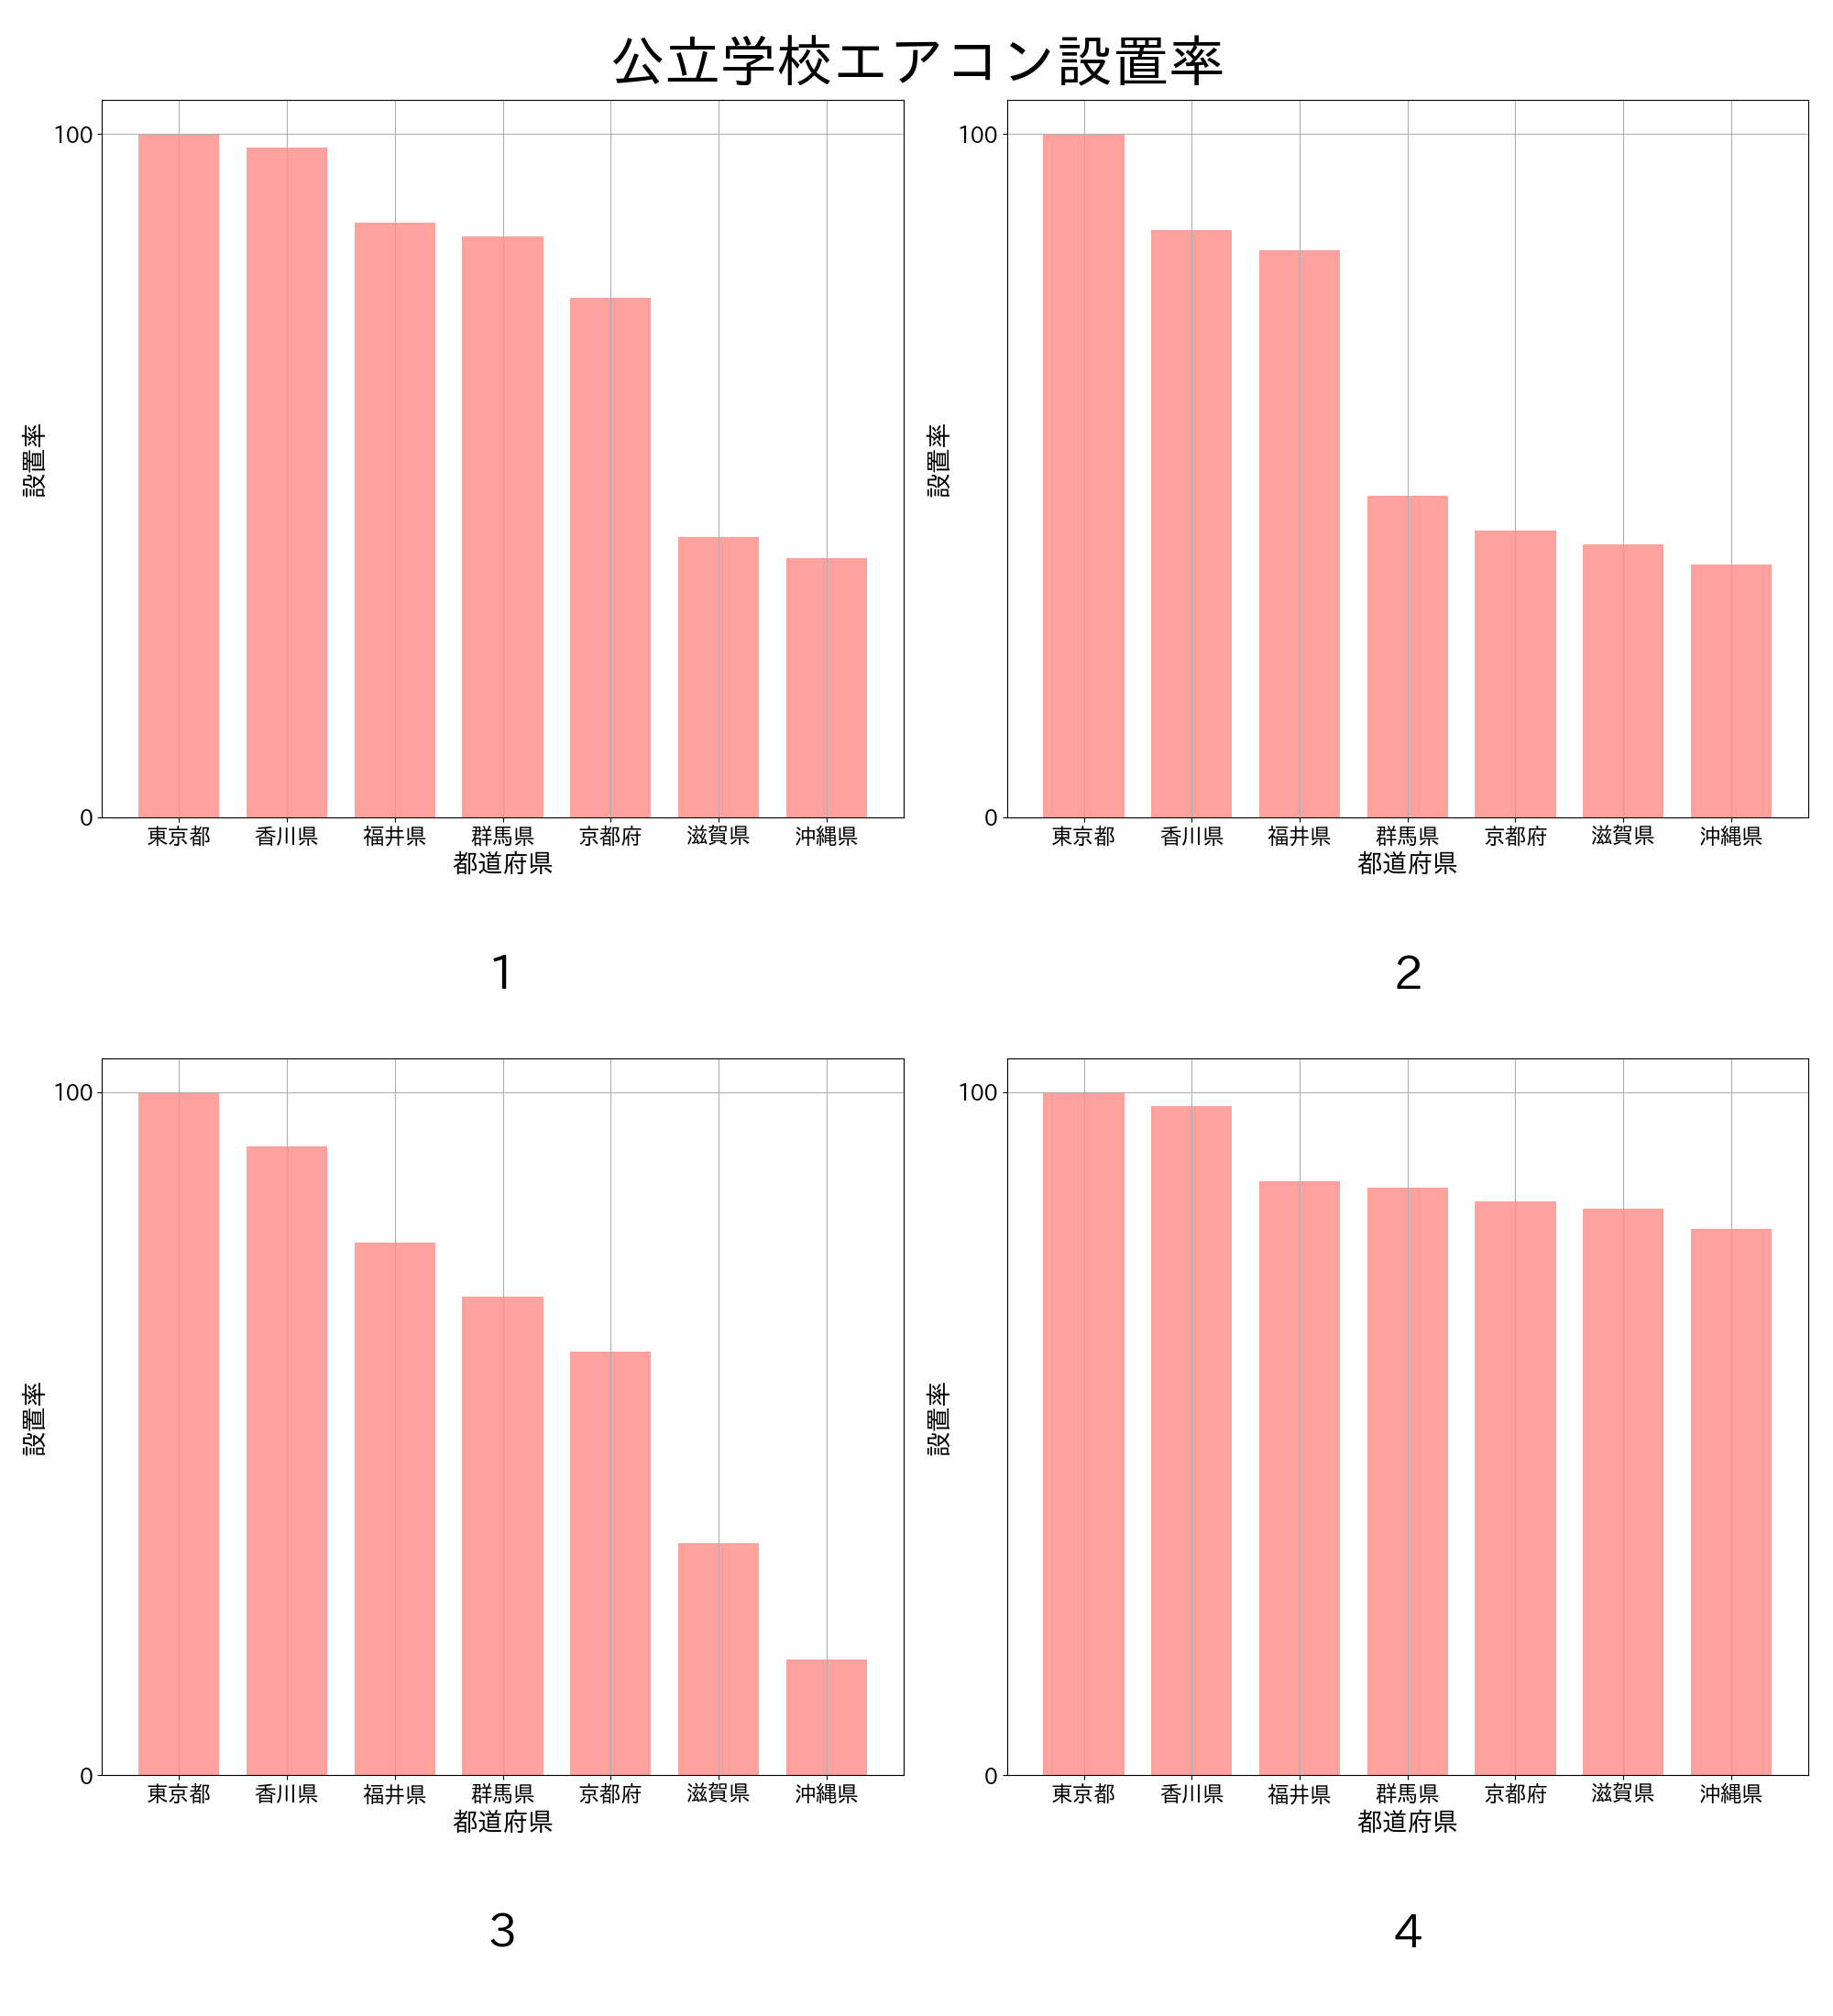 公立学校エアコン設置率
100
0
設置率
東京都 香川県 福井県 群馬県 京都府 滋賀県 沖縄県
都道府県
1
100
0
設置率
東京都 香川県 福井県 群馬県 京都府 滋賀県 沖縄県
都道府県
2
100
0
設置率
東京都 香川県 福井県 群馬県 京都府 滋賀県 沖縄県
都道府県
3
100
0
設置率
東京都 香川県 福井県 群馬県 京都府 滋賀県 沖縄県
都道府県
4